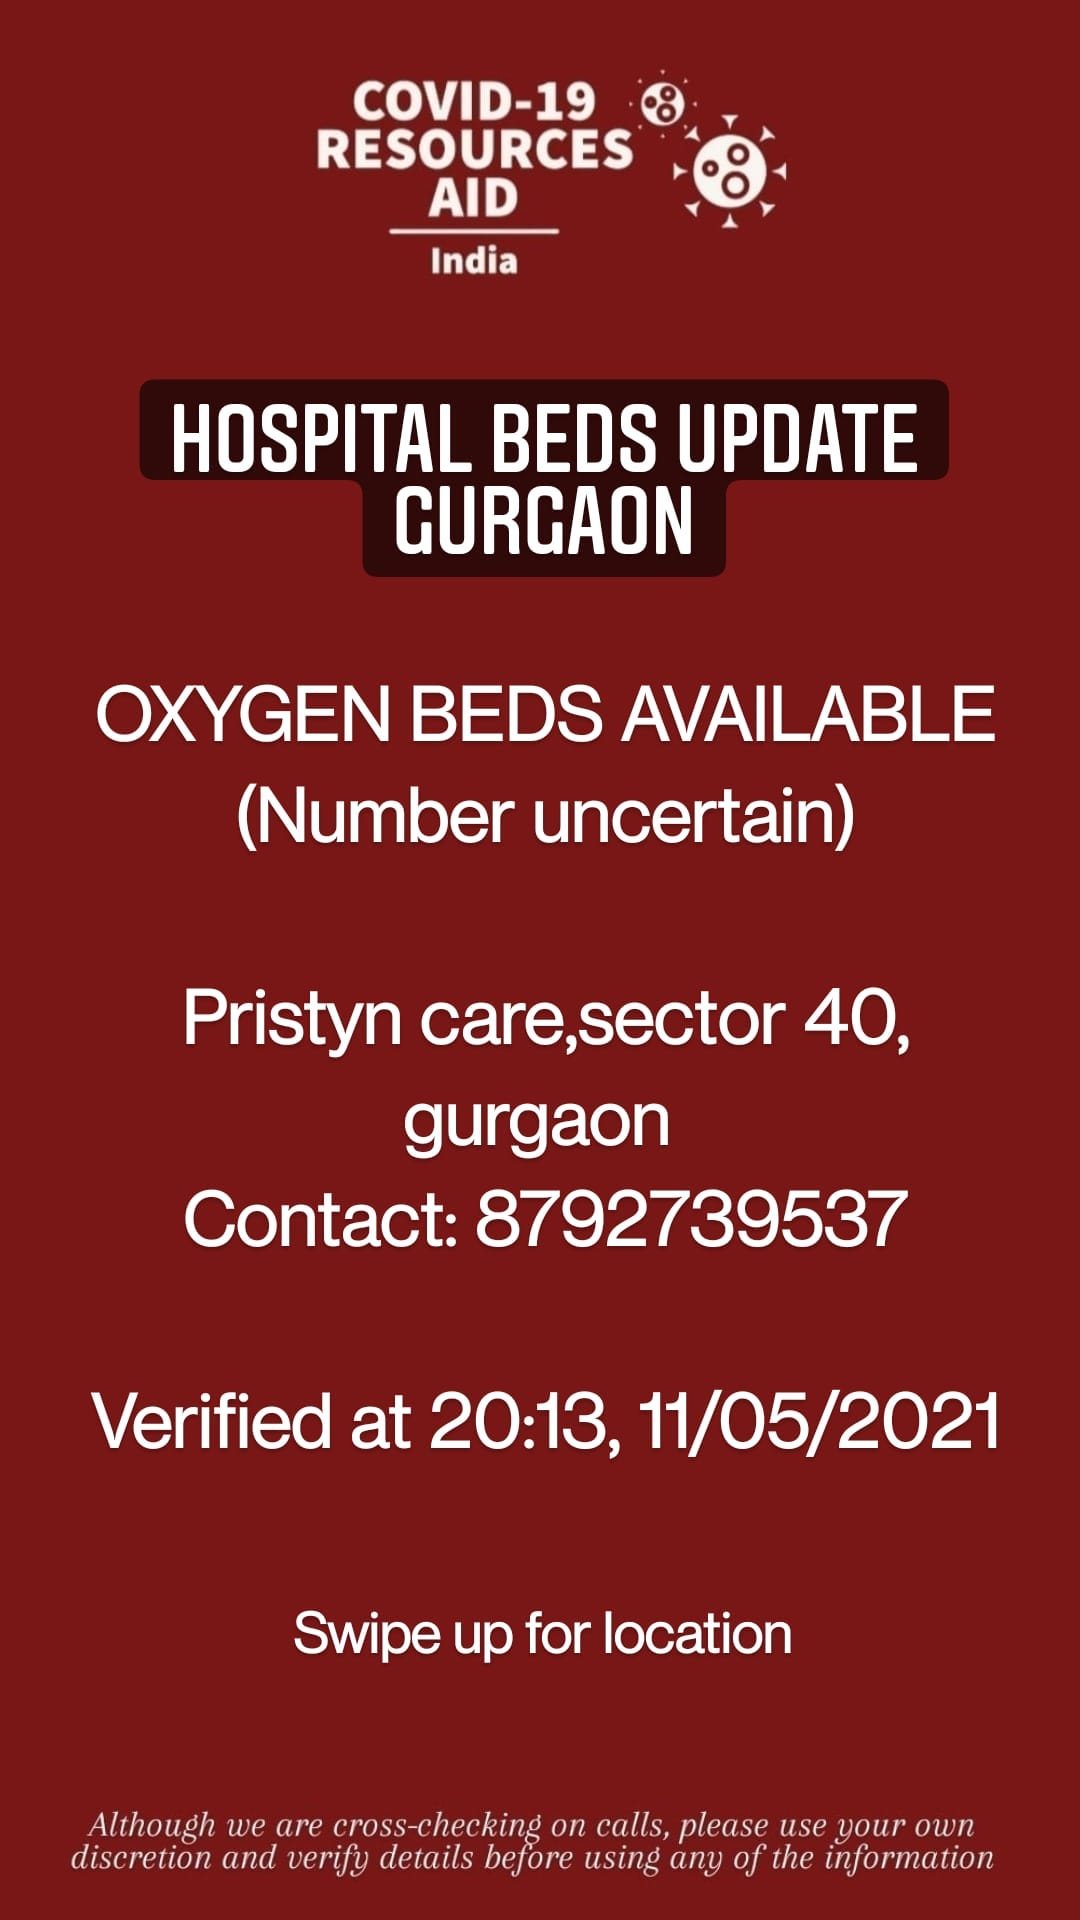 COVID-19
RESOURCES
AID
India
HOSPITAL BEDS UPDATE
GURGAON
OXYGEN BEDS AVAILABLE
(Number uncertain)
Pristyn care,sector 40,
gurgaon
Contact: 8792739537
Verified at 20:13, 11/05/2021
Swipe up for location
Although we are cross-checking on calls, please use your own
discretion and verify details before using any of the information